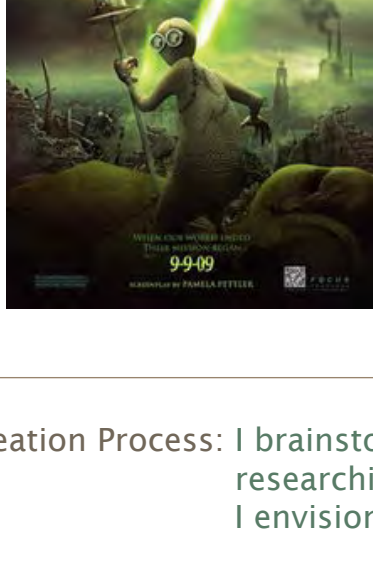 WHEN OUR WORLD ENDED
THEIR MISSION BEGAN
9·9·09
SCREENPLAY BY PAMELA PETTLER
FOCUS
eation Process: I brainsto
researchi
I envision